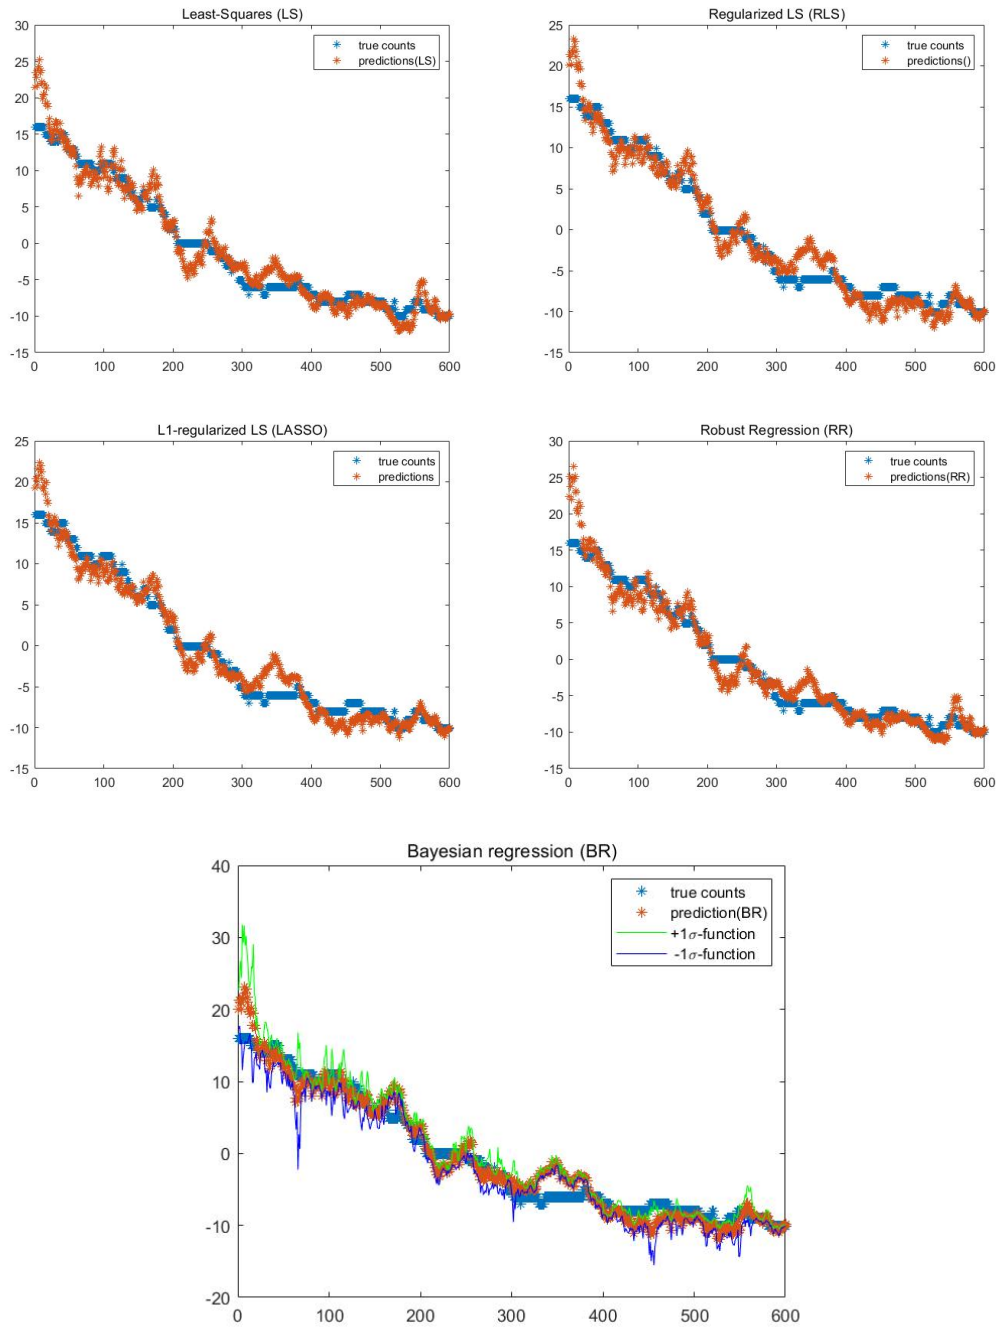 Least-Squares (LS)
30
25
20
15
10
5
0
-5
-10
-15
0 100 200 300 400 500 600
true counts
predictions(LS)
Regularized LS (RLS)
25
20
15
10
5
0
-5
-10
-15
0 100 200 300 400 500 600
true counts
predictions()
L1-regularized LS (LASSO)
25
20
15
10
5
0
-5
-10
-15
0 100 200 300 400 500 600
true counts
predictions
Robust Regression (RR)
30
25
20
15
10
5
0
-5
-10
-15
0 100 200 300 400 500 600
true counts
predictions(RR)
Bayesian regression (BR)
40
30
20
10
0
-10
-20
0 100 200 300 400 500 600
true counts
prediction(BR)
+1σ-function
-1σ-function